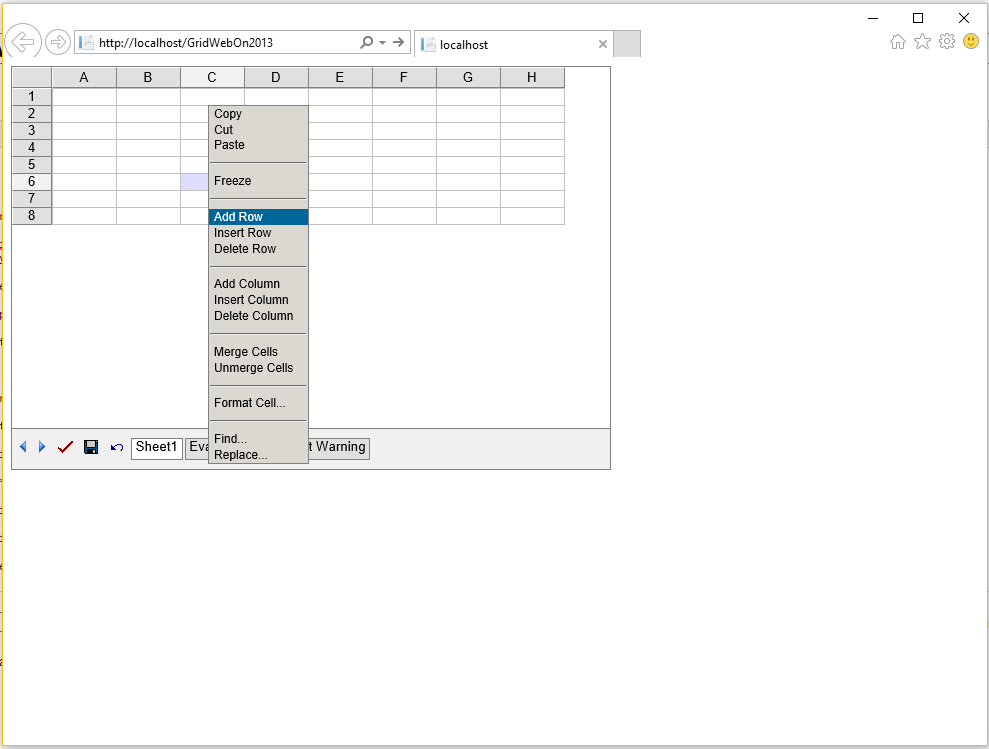 http://localhost/GridWebOn2013
localhost
A B C D E F G H
1
2
3
4
5
6
7
8
Copy
Cut
Paste
Freeze
Add Row
Insert Row
Delete Row
Add Column
Insert Column
Delete Column
Merge Cells
Unmerge Cells
Format Cell...
Find...
Replace...
Sheet1 Eva t Warning